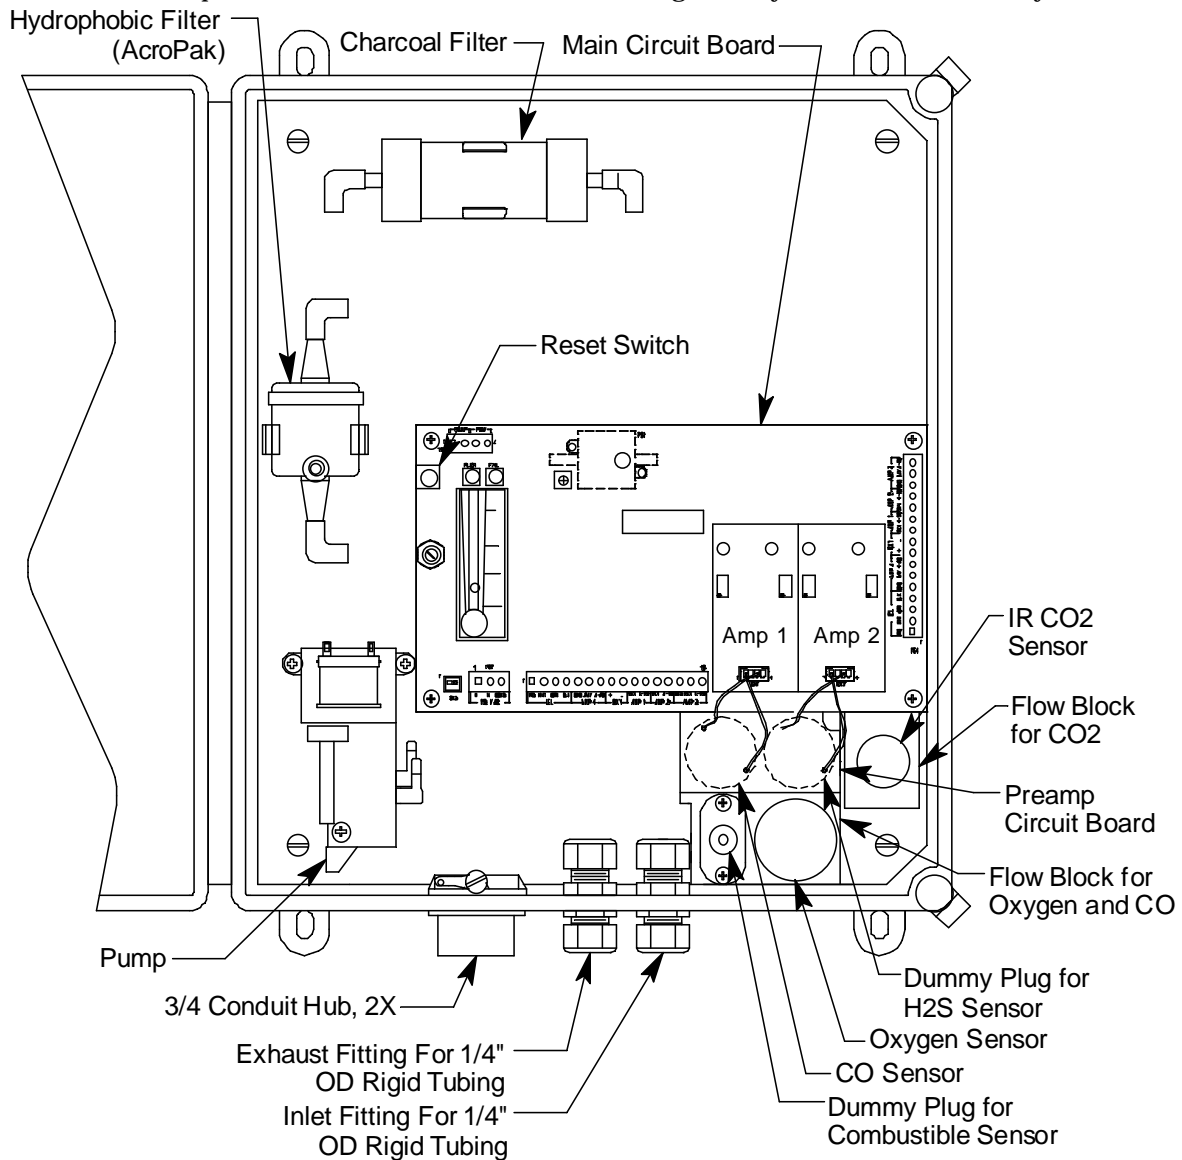 Hydrophobic Filter
(AcroPak)
Charcoal Filter
Main Circuit Board
Reset Switch
Amp 1
Amp 2
IR CO2
Sensor
Flow Block
for CO2
Preamp
Circuit Board
Flow Block for
Oxygen and CO
Pump
3/4 Conduit Hub, 2X
Dummy Plug for
H2S Sensor
Oxygen Sensor
Exhaust Fitting For 1/4"
OD Rigid Tubing
CO Sensor
Inlet Fitting For 1/4"
OD Rigid Tubing
Dummy Plug for
Combustible Sensor